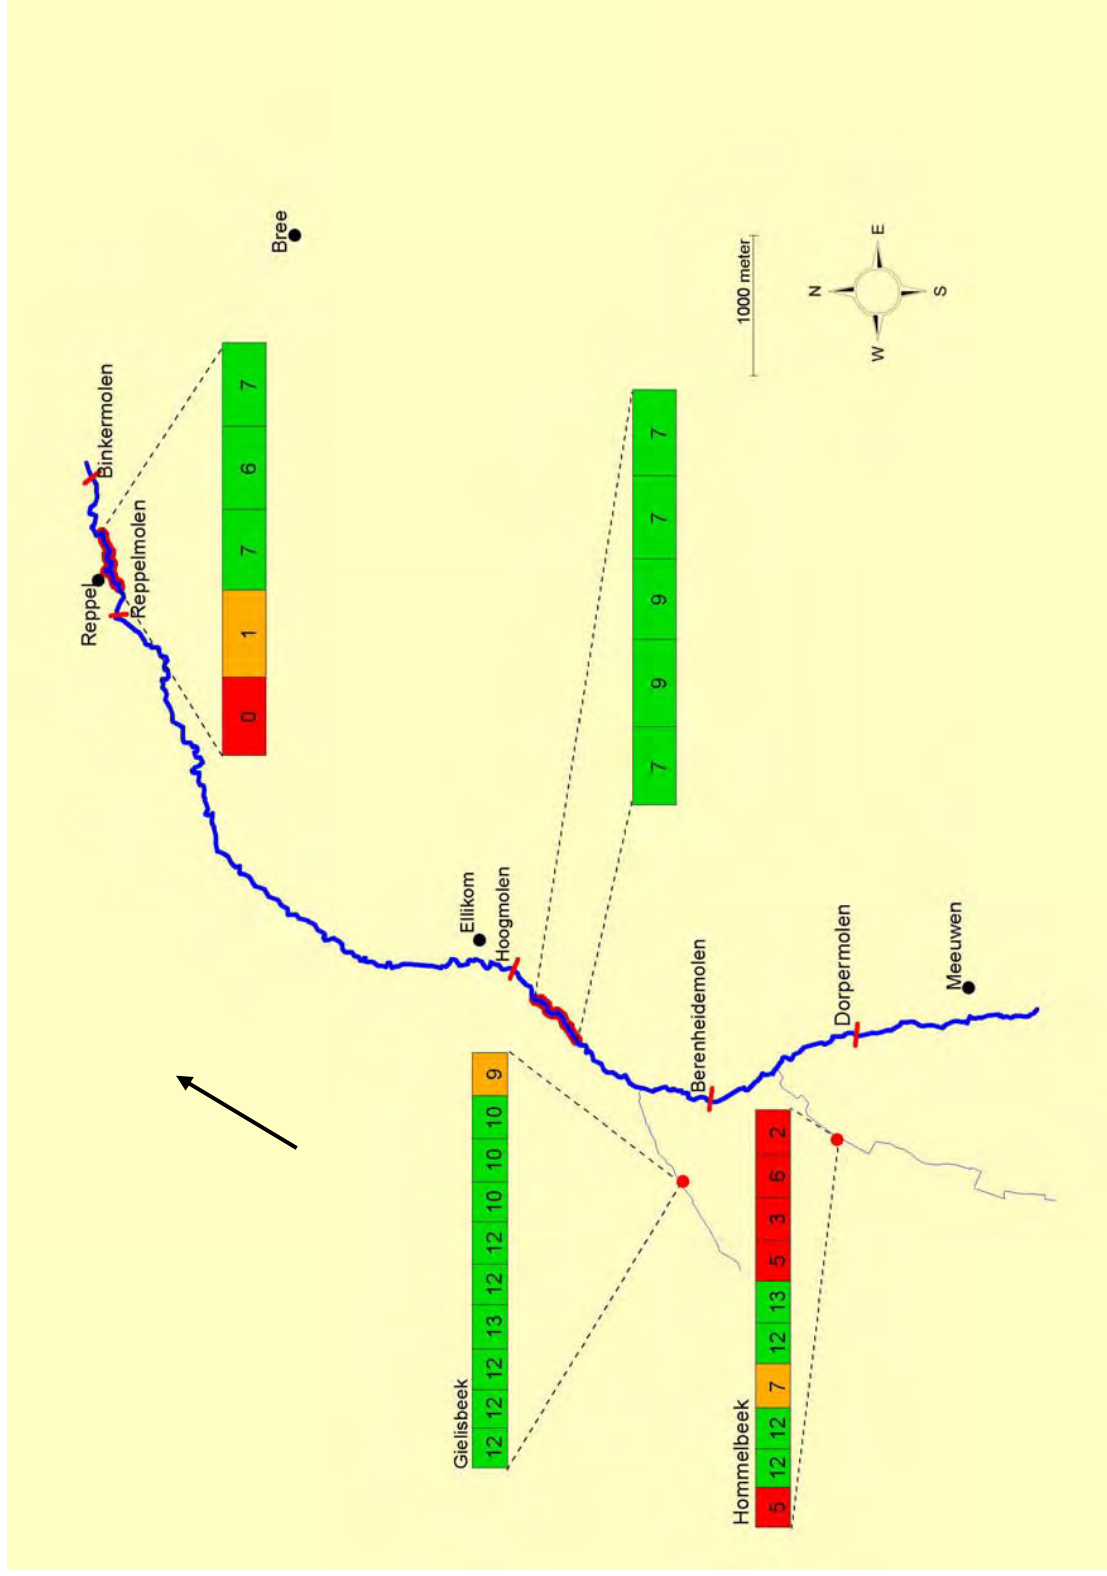 Bree
Binkermolen
Reppel
Reppelmolen
0 1 7 6 7
1000 meter
N
W E
S
7 9 9 7 7
Ellikom
Hoogmolen
Gielisbeek
12 12 12 13 12 12 10 10 10 9
Berenheidemolen
Dorpermolen
Meeuwen
Hommelbeek
5 12 12 7 12 13 5 3 6 2